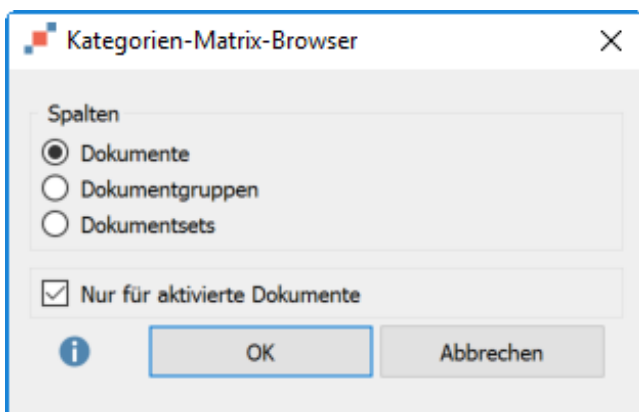 Kategorien-Matrix-Browser
Spalten
Dokumente
Dokumentgruppen
Dokumentsets
Nur für aktivierte Dokumente
OK
Abbrechen